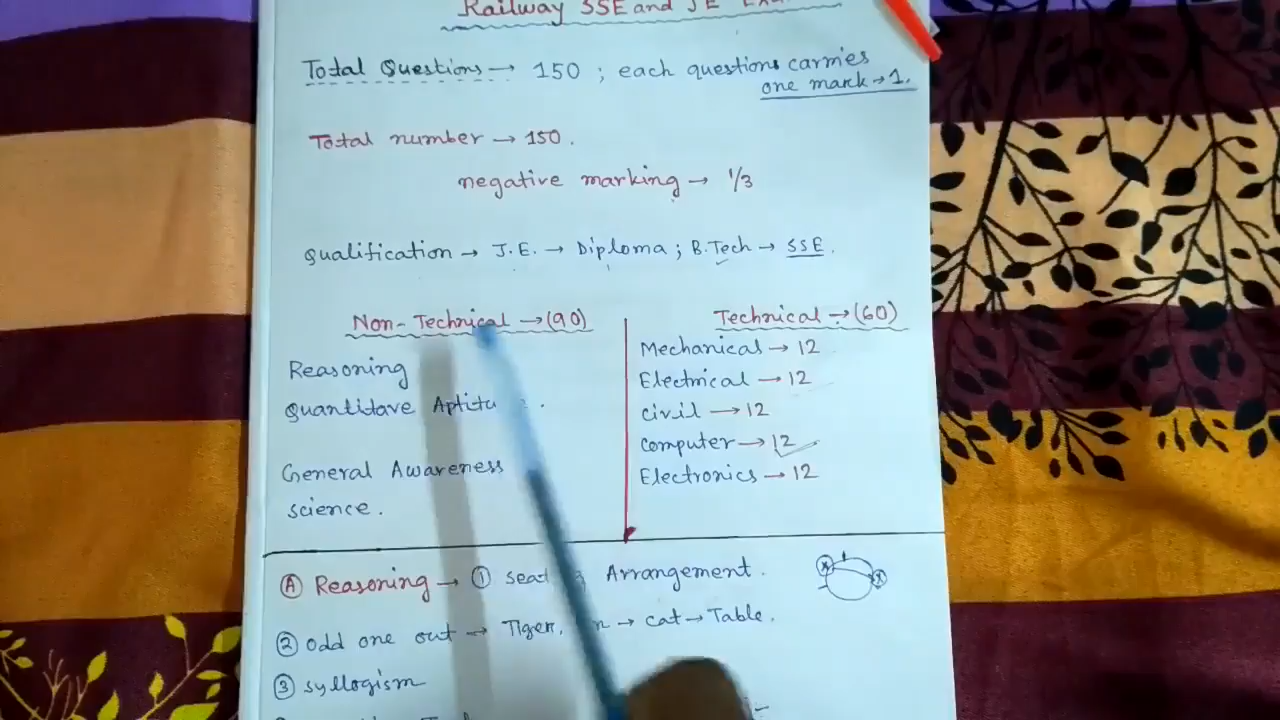 Railway SSE and JE
Total Questions → 150 ; each questions carries
one mark → 1.
Total number → 150.
negative marking → 1/3
Qualification → J.E. → Diploma ; B.Tech → SSE.
Non-Technical → (90)
Reasoning
Quantitave
General Awareness
science.
Technical → (60)
Mechanical → 12
Electrical → 12
civil → 12
computer → 12
Electronics → 12
Ⓐ Reasoning → ① Arrangement.
② odd one out → Tiger, → cat → Table.
③ syllogism